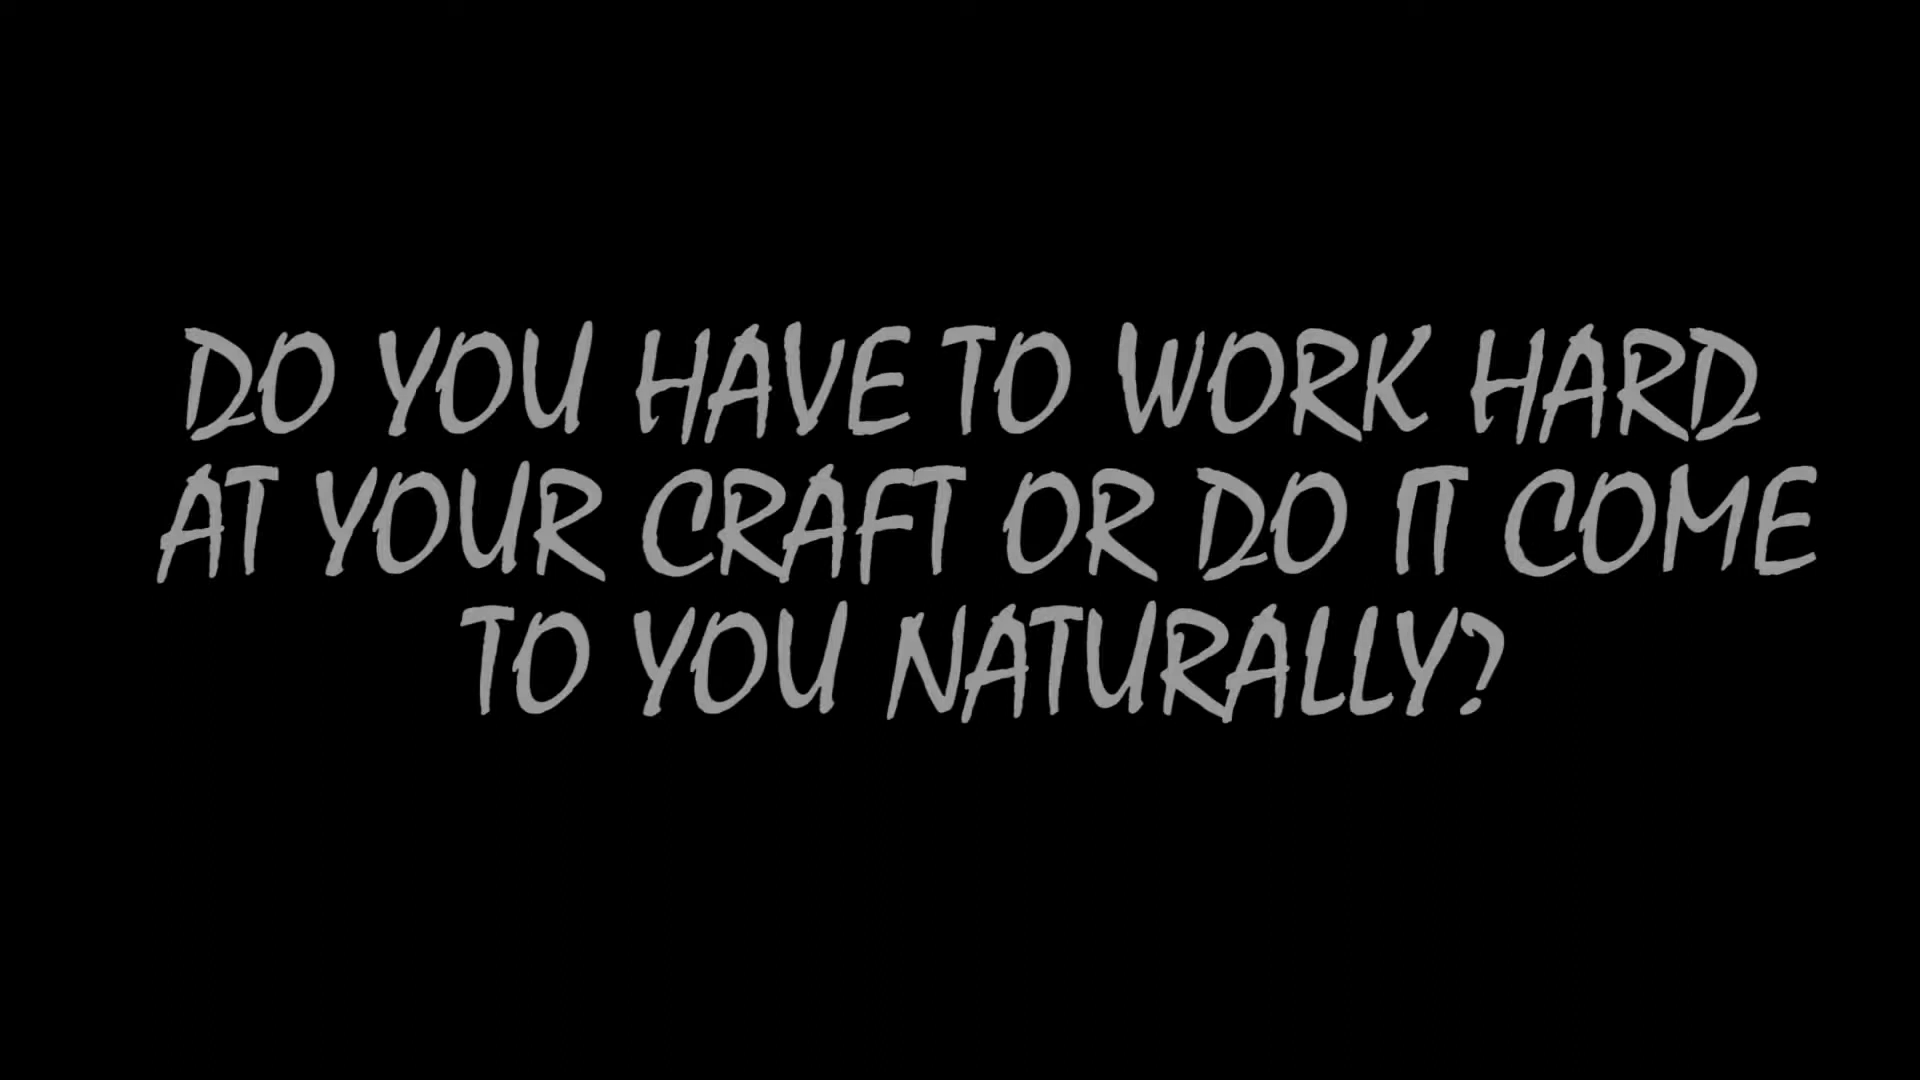 DO YOU HAVE TO WORK HARD
AT YOUR CRAFT OR DO IT COME
TO YOU NATURALLY?